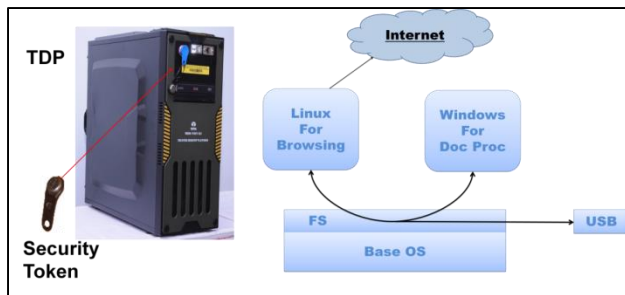 TDP
Security
Token
Internet
Linux
For
Browsing
Windows
For
Doc Proc
FS
USB
Base OS